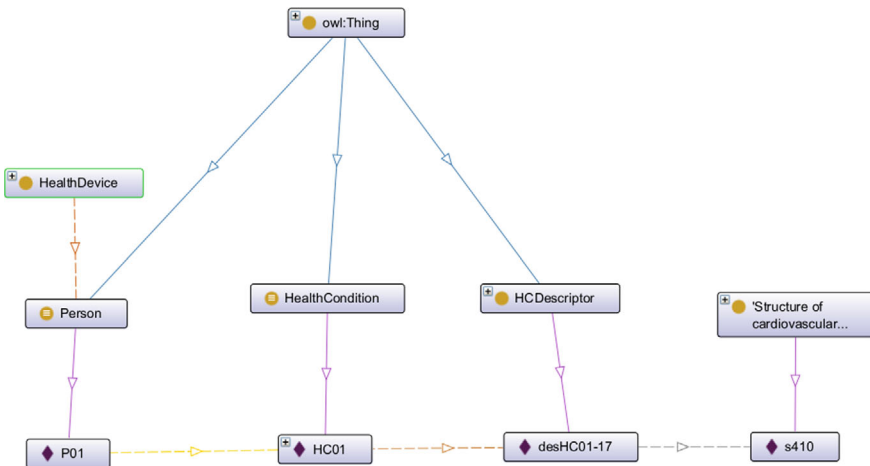 owl:Thing
HealthDevice
Person
HealthCondition
HCDescriptor
'Structure of
cardiovascular...
P01
HC01
desHC01-17
s410